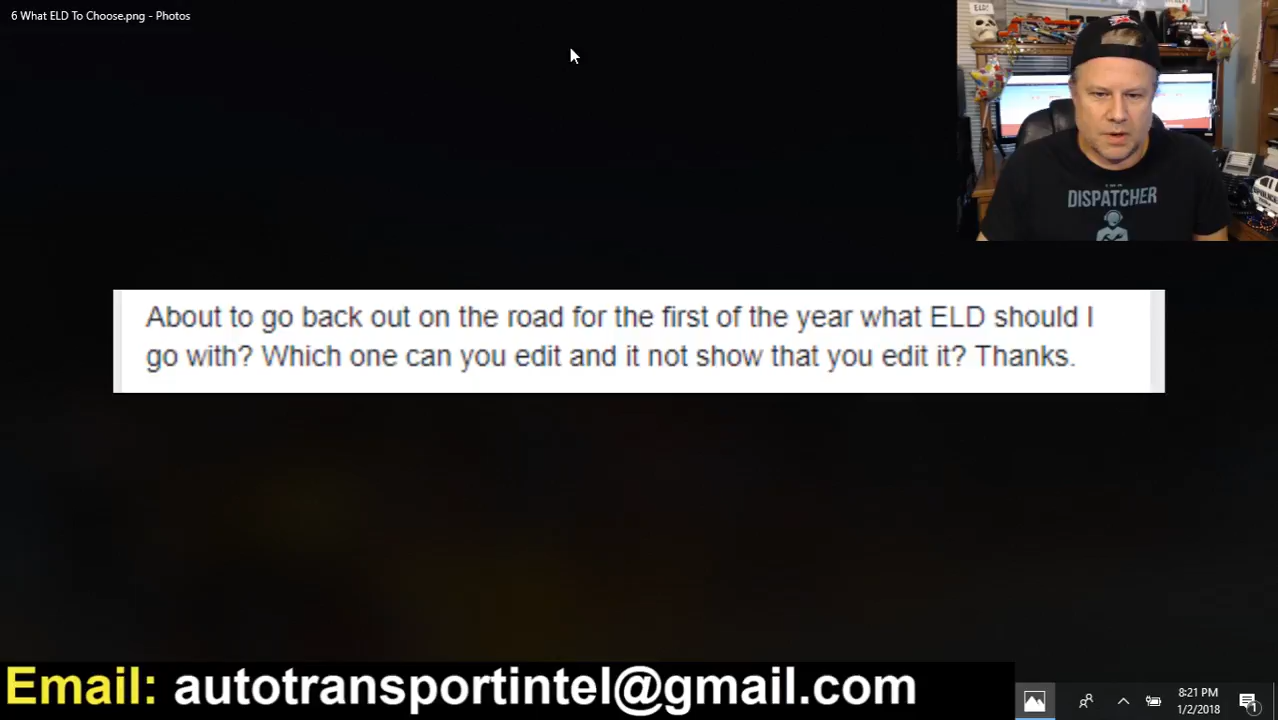 6 What ELD To Choose.png - Photos
ELDS
DISPATCHER
About to go back out on the road for the first of the year what ELD should I
go with? Which one can you edit and it not show that you edit it? Thanks.
Email: autotransportintel@gmail.com
8:21 PM
1/2/2018
1